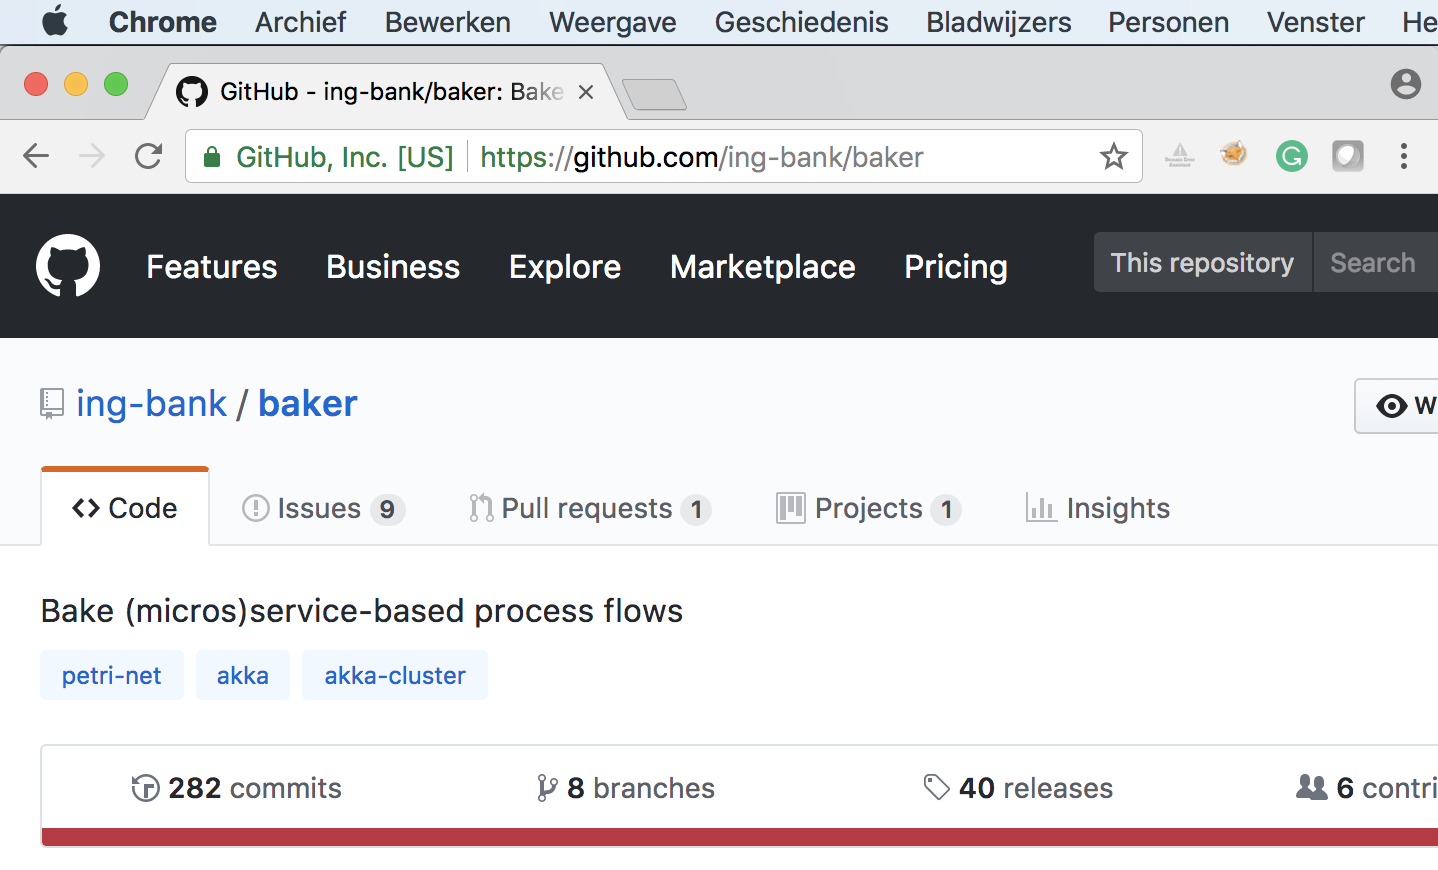 Chrome Archief Bewerken Weergave Geschiedenis Bladwijzers Personen Venster He
GitHub - ing-bank/baker: Bake
GitHub, Inc. [US] https://github.com/ing-bank/baker
Features Business Explore Marketplace Pricing This repository Search
ing-bank / baker
W
Code Issues 9 Pull requests 1 Projects 1 Insights
Bake (micros)service-based process flows
petri-net akka akka-cluster
282 commits 8 branches 40 releases 6 contri